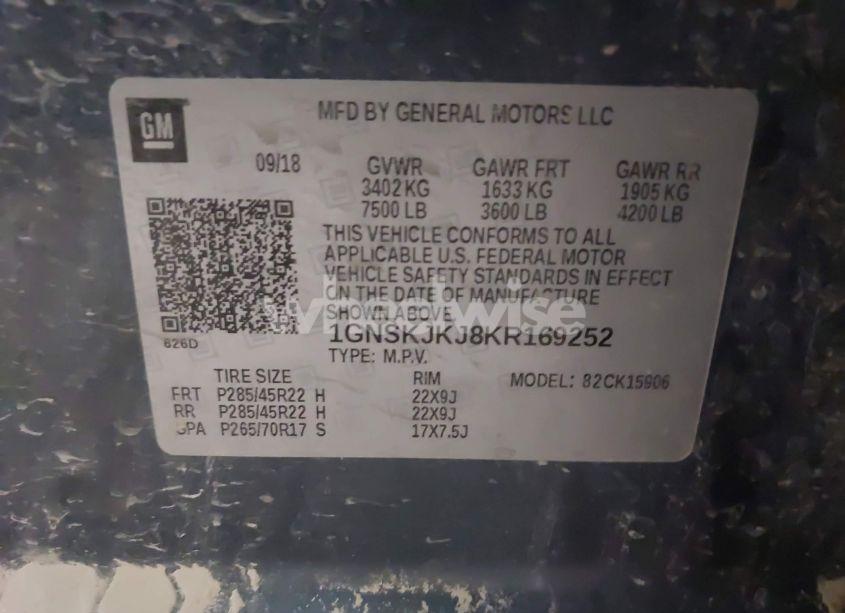 GM
MFD BY GENERAL MOTORS LLC
09/18 GVWR GAWR FRT GAWR RR
3402 KG 1633 KG 1905 KG
7500 LB 3600 LB 4200 LB
THIS VEHICLE CONFORMS TO ALL
APPLICABLE U.S. FEDERAL MOTOR
VEHICLE SAFETY STANDARDS IN EFFECT
ON THE DATE OF MANUFACTURE
SHOWN ABOVE.
1GNSKJKJ8KR169252
626D
TYPE: M.P.V.
TIRE SIZE RIM MODEL: 82CK15906
FRT P285/45R22 H 22X9J
RR P285/45R22 H 22X9J
SPA P265/70R17 S 17X7.5J